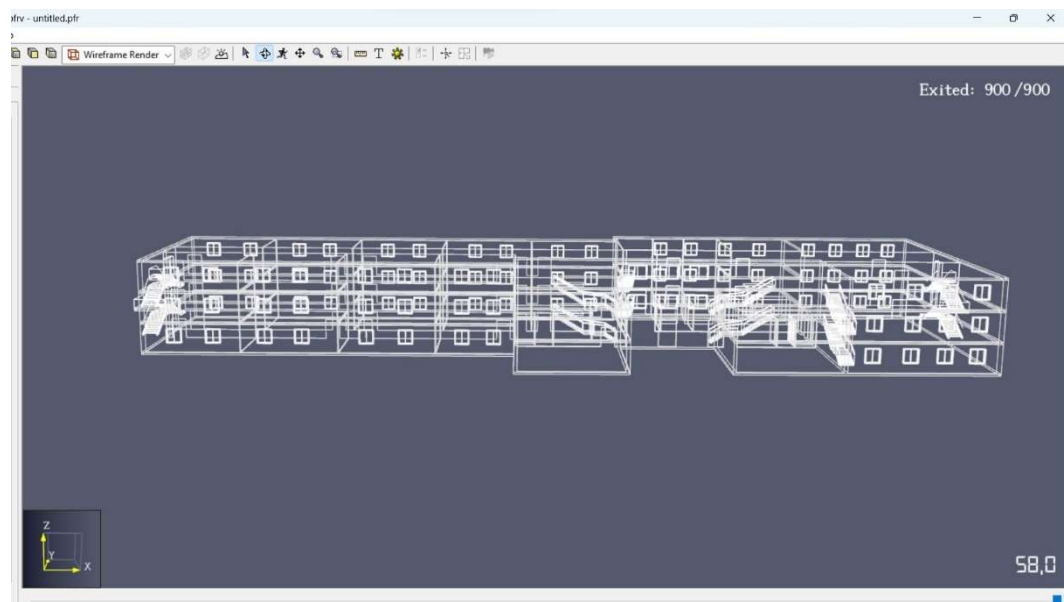 pfrv - untitled.pfr
Wireframe Render
T
Exited: 900/900
Z
Y
X
58,0